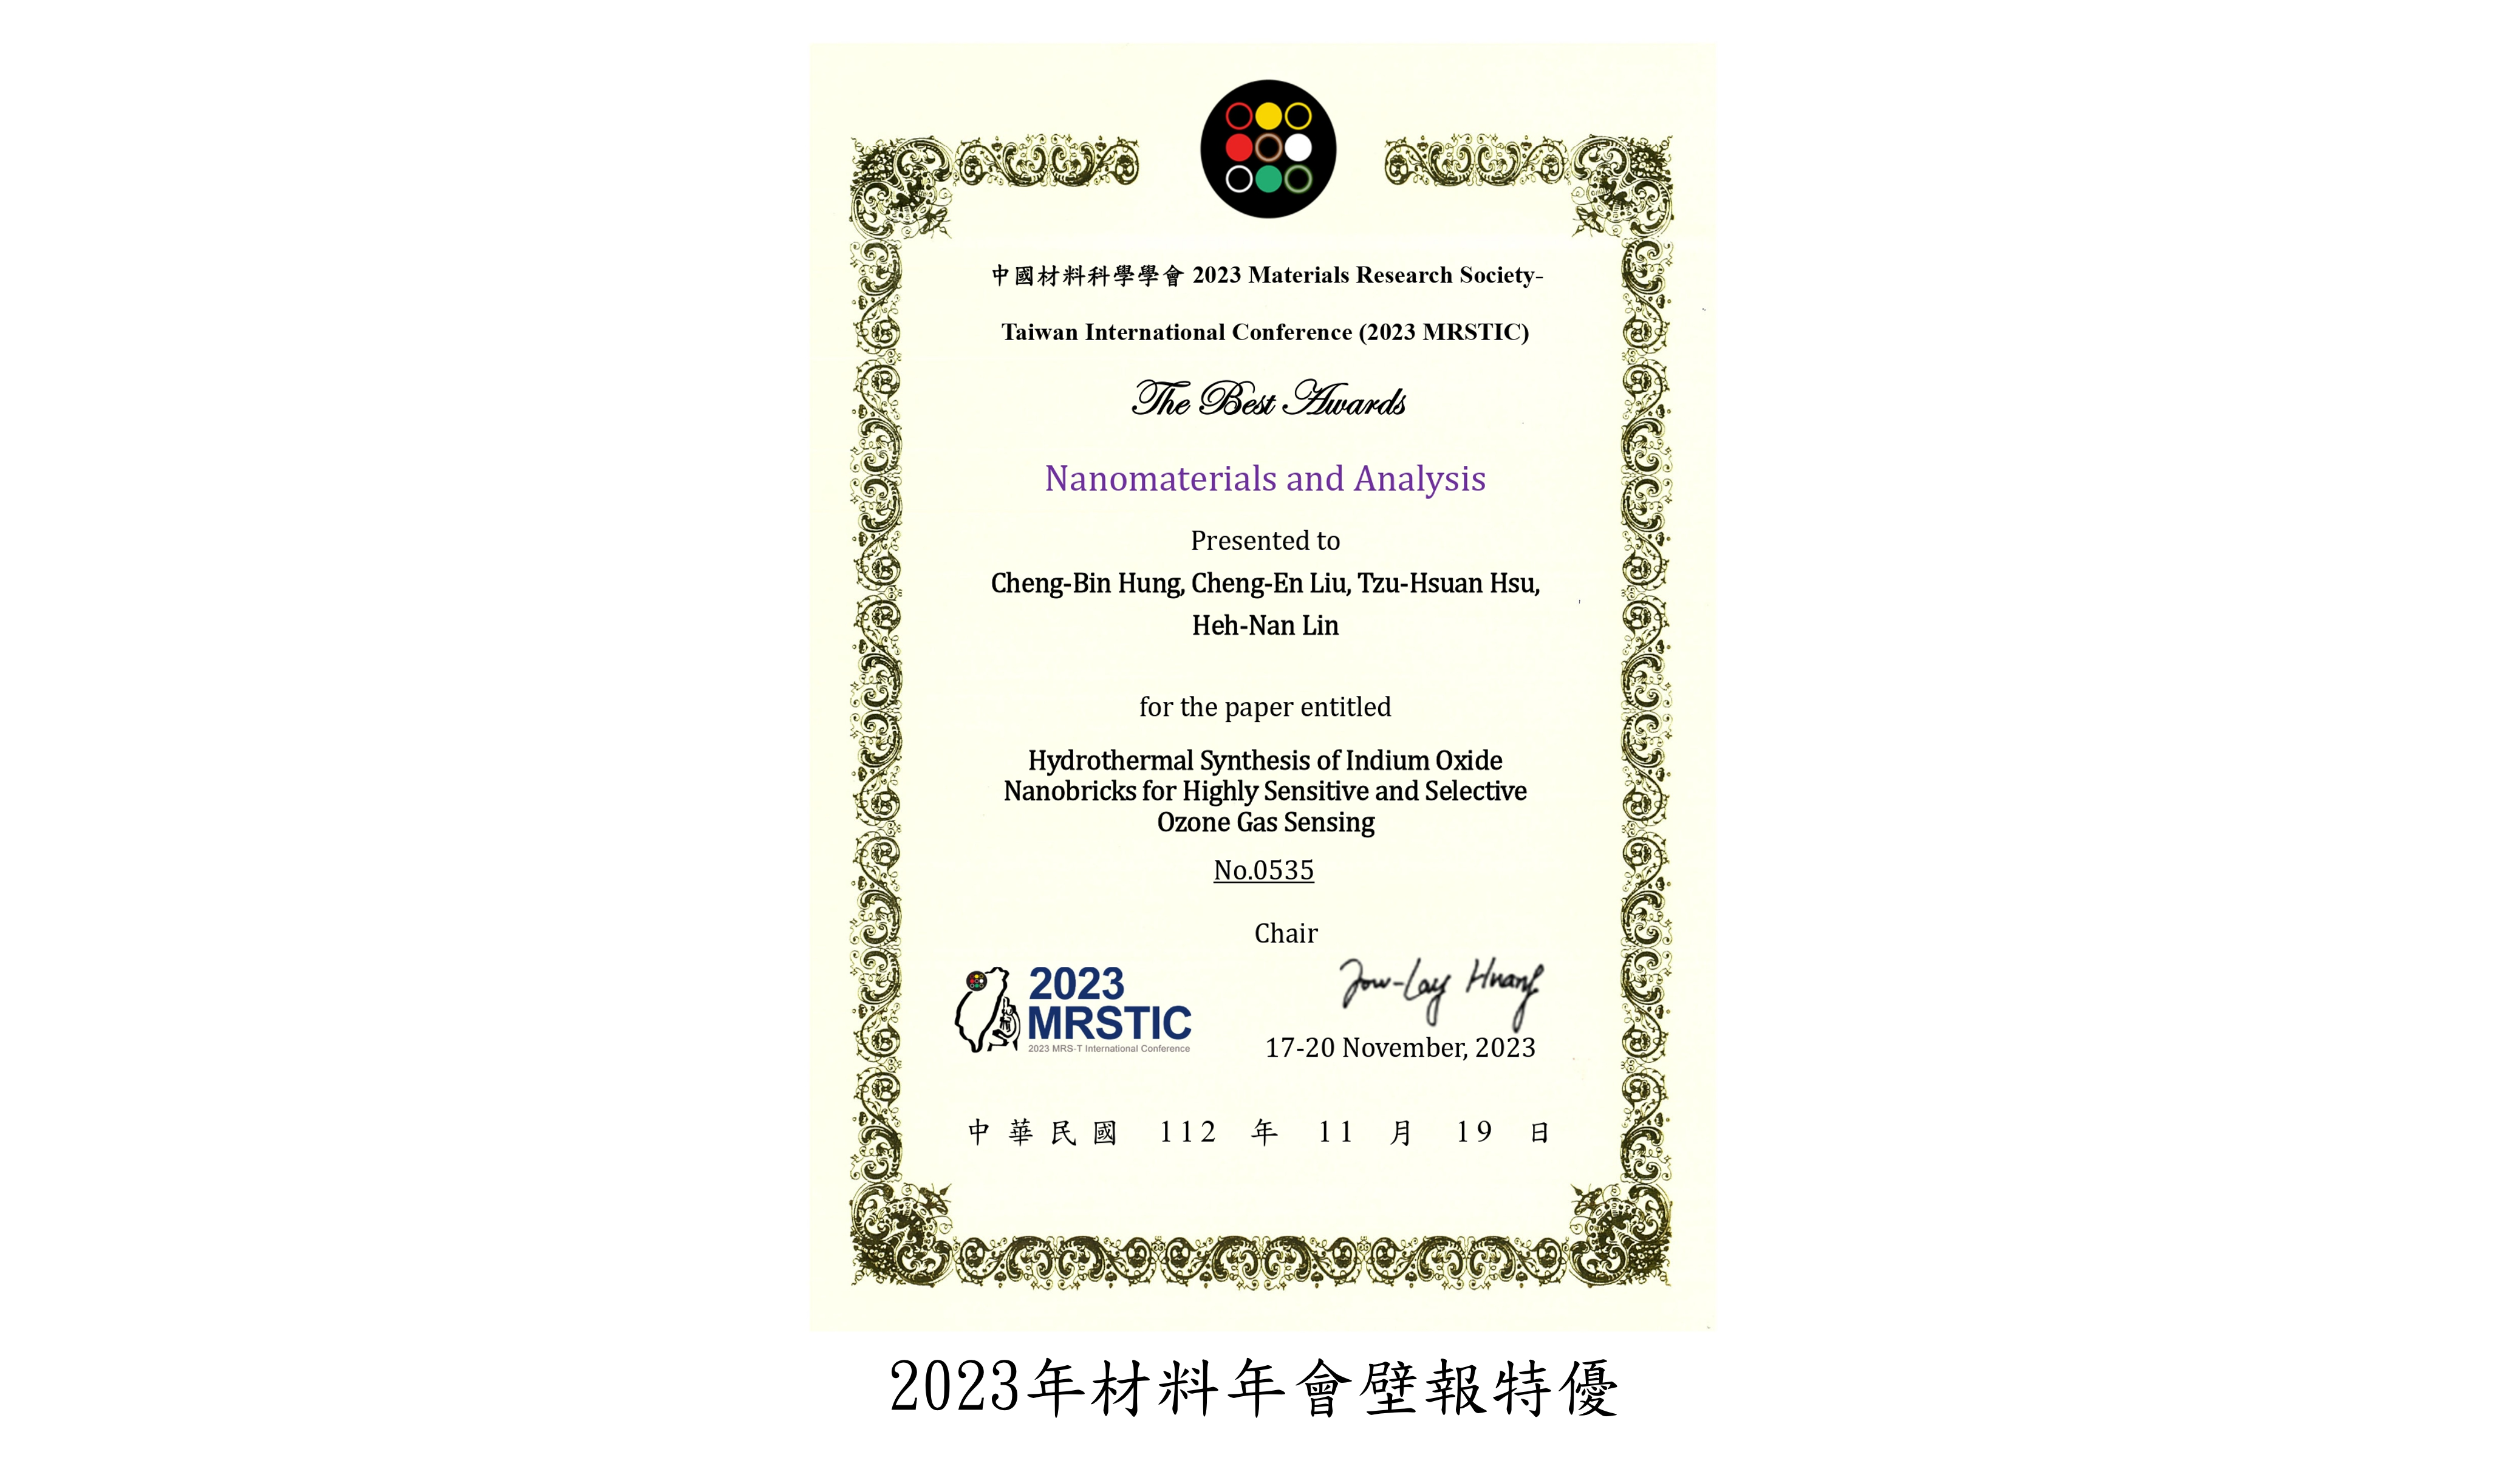 中國材料科學學會 2023 Materials Research Society-
Taiwan International Conference (2023 MRSTIC)
The Best Awards
Nanomaterials and Analysis
Presented to
Cheng-Bin Hung, Cheng-En Liu, Tzu-Hsuan Hsu,
Heh-Nan Lin
for the paper entitled
Hydrothermal Synthesis of Indium Oxide
Nanobricks for Highly Sensitive and Selective
Ozone Gas Sensing
No.0535
Chair
Jow-Lay Huang
2023
MRSTIC
2023 MRS-T International Conference
17-20 November, 2023
中華民國 112 年 11 月 19 日
2023年材料年會壁報特優